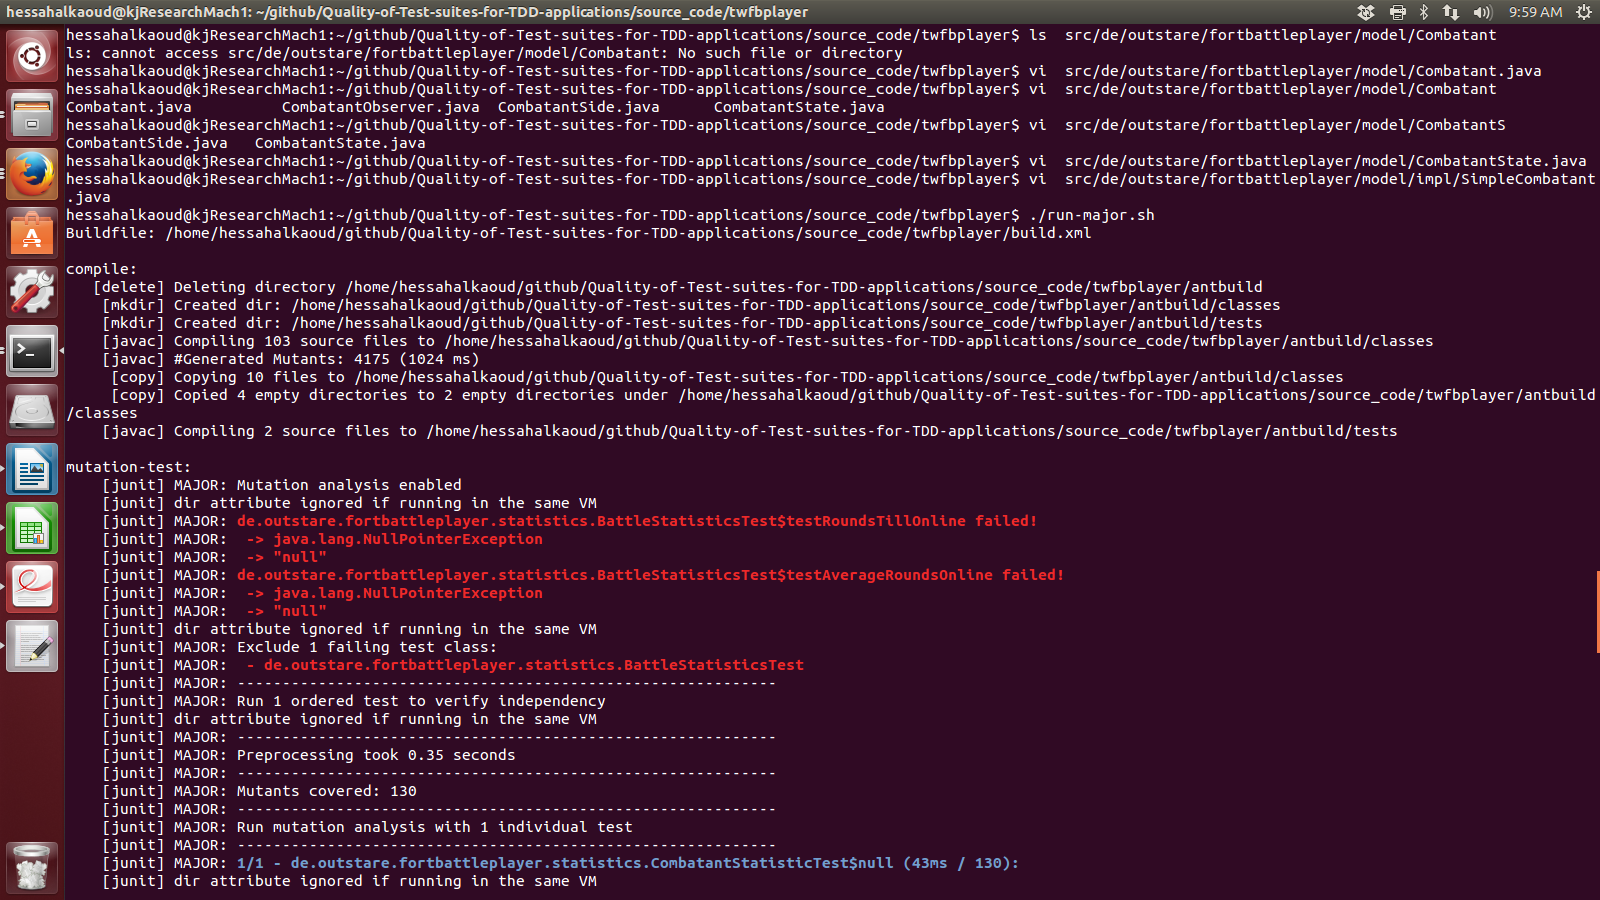 hessahalkaoud@kjResearchMach1: ~/github/Quality-of-Test-suites-for-TDD-applications/source_code/twfbplayer
9:59 AM
hessahalkaoud@kjResearchMach1:~/github/Quality-of-Test-suites-for-TDD-applications/source_code/twfbplayer$ ls  src/de/outstare/fortbattleplayer/model/Combatant
ls: cannot access src/de/outstare/fortbattleplayer/model/Combatant: No such file or directory
hessahalkaoud@kjResearchMach1:~/github/Quality-of-Test-suites-for-TDD-applications/source_code/twfbplayer$ vi  src/de/outstare/fortbattleplayer/model/Combatant.java
hessahalkaoud@kjResearchMach1:~/github/Quality-of-Test-suites-for-TDD-applications/source_code/twfbplayer$ vi  src/de/outstare/fortbattleplayer/model/Combatant
Combatant.java          CombatantObserver.java  CombatantSide.java      CombatantState.java
hessahalkaoud@kjResearchMach1:~/github/Quality-of-Test-suites-for-TDD-applications/source_code/twfbplayer$ vi  src/de/outstare/fortbattleplayer/model/CombatantS
CombatantSide.java   CombatantState.java
hessahalkaoud@kjResearchMach1:~/github/Quality-of-Test-suites-for-TDD-applications/source_code/twfbplayer$ vi  src/de/outstare/fortbattleplayer/model/CombatantState.java
hessahalkaoud@kjResearchMach1:~/github/Quality-of-Test-suites-for-TDD-applications/source_code/twfbplayer$ vi  src/de/outstare/fortbattleplayer/model/impl/SimpleCombatant
.java
hessahalkaoud@kjResearchMach1:~/github/Quality-of-Test-suites-for-TDD-applications/source_code/twfbplayer$ ./run-major.sh
Buildfile: /home/hessahalkaoud/github/Quality-of-Test-suites-for-TDD-applications/source_code/twfbplayer/build.xml
compile:
[delete] Deleting directory /home/hessahalkaoud/github/Quality-of-Test-suites-for-TDD-applications/source_code/twfbplayer/antbuild
[mkdir] Created dir: /home/hessahalkaoud/github/Quality-of-Test-suites-for-TDD-applications/source_code/twfbplayer/antbuild/classes
[mkdir] Created dir: /home/hessahalkaoud/github/Quality-of-Test-suites-for-TDD-applications/source_code/twfbplayer/antbuild/tests
[javac] Compiling 103 source files to /home/hessahalkaoud/github/Quality-of-Test-suites-for-TDD-applications/source_code/twfbplayer/antbuild/classes
[javac] #Generated Mutants: 4175 (1024 ms)
[copy] Copying 10 files to /home/hessahalkaoud/github/Quality-of-Test-suites-for-TDD-applications/source_code/twfbplayer/antbuild/classes
[copy] Copied 4 empty directories to 2 empty directories under /home/hessahalkaoud/github/Quality-of-Test-suites-for-TDD-applications/source_code/twfbplayer/antbuild
/classes
[javac] Compiling 2 source files to /home/hessahalkaoud/github/Quality-of-Test-suites-for-TDD-applications/source_code/twfbplayer/antbuild/tests
mutation-test:
[junit] MAJOR: Mutation analysis enabled
[junit] dir attribute ignored if running in the same VM
[junit] MAJOR: de.outstare.fortbattleplayer.statistics.BattleStatisticsTest$testRoundsTillOnline failed!
[junit] MAJOR:  -> java.lang.NullPointerException
[junit] MAJOR:  -> "null"
[junit] MAJOR: de.outstare.fortbattleplayer.statistics.BattleStatisticsTest$testAverageRoundsOnline failed!
[junit] MAJOR:  -> java.lang.NullPointerException
[junit] MAJOR:  -> "null"
[junit] dir attribute ignored if running in the same VM
[junit] MAJOR: Exclude 1 failing test class:
[junit] MAJOR:  - de.outstare.fortbattleplayer.statistics.BattleStatisticsTest
[junit] MAJOR: ------------------------------------------------------------
[junit] MAJOR: Run 1 ordered test to verify independency
[junit] dir attribute ignored if running in the same VM
[junit] MAJOR: ------------------------------------------------------------
[junit] MAJOR: Preprocessing took 0.35 seconds
[junit] MAJOR: ------------------------------------------------------------
[junit] MAJOR: Mutants covered: 130
[junit] MAJOR: ------------------------------------------------------------
[junit] MAJOR: Run mutation analysis with 1 individual test
[junit] MAJOR: ------------------------------------------------------------
[junit] MAJOR: 1/1 - de.outstare.fortbattleplayer.statistics.CombatantStatisticTest$null (43ms / 130):
[junit] dir attribute ignored if running in the same VM